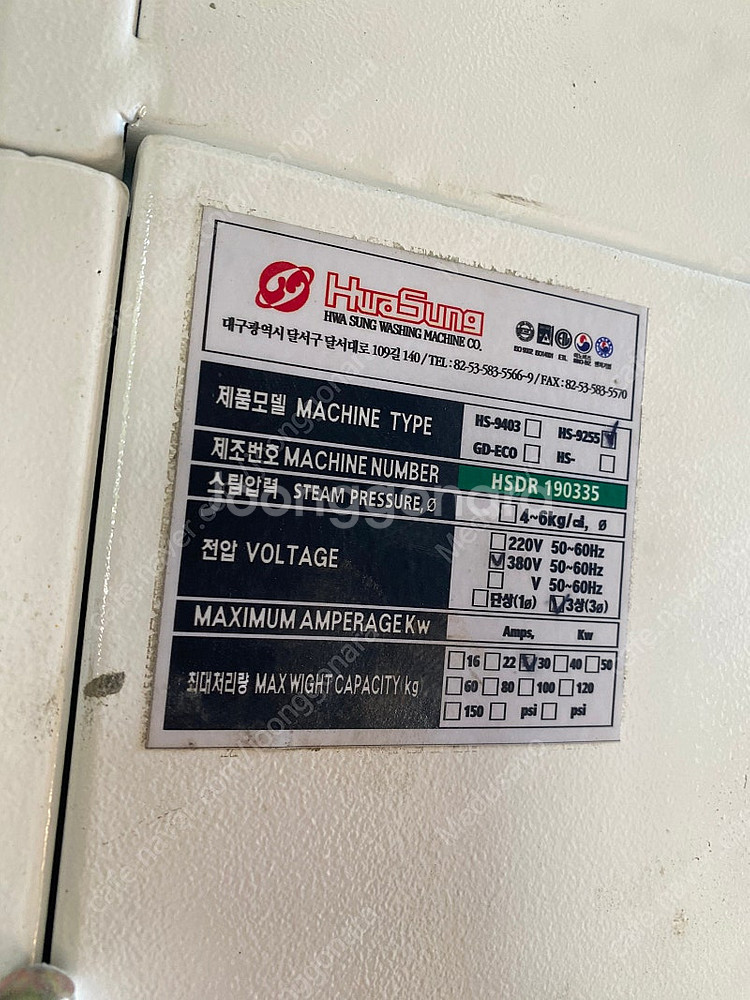 HwaSung
HWA SUNG WASHING MACHINE CO.
대구광역시 달서구 달서대로 109길 140 / TEL : 82-53-583-5566~9 / FAX : 82-53-583-5570
제품모델 MACHINE TYPE
HS-9403 □ HS-9255 ☑
GD-ECO □ HS- □
제조번호 MACHINE NUMBER HSDR 190335
스팀압력 STEAM PRESSURE, Ø □ 4~6kg/㎠, ø
전압 VOLTAGE
□ 220V 50~60Hz
☑ 380V 50~60Hz
□ V 50~60Hz
□ 단상(1ø) ☑ 3상(3ø)
MAXIMUM AMPERAGE Kw Amps, Kw
최대처리량 MAX WIGHT CAPACITY kg
□ 16 □ 22 ☑ 30 □ 40 □ 50
□ 60 □ 80 □ 100 □ 120
□ 150 □ psi □ psi